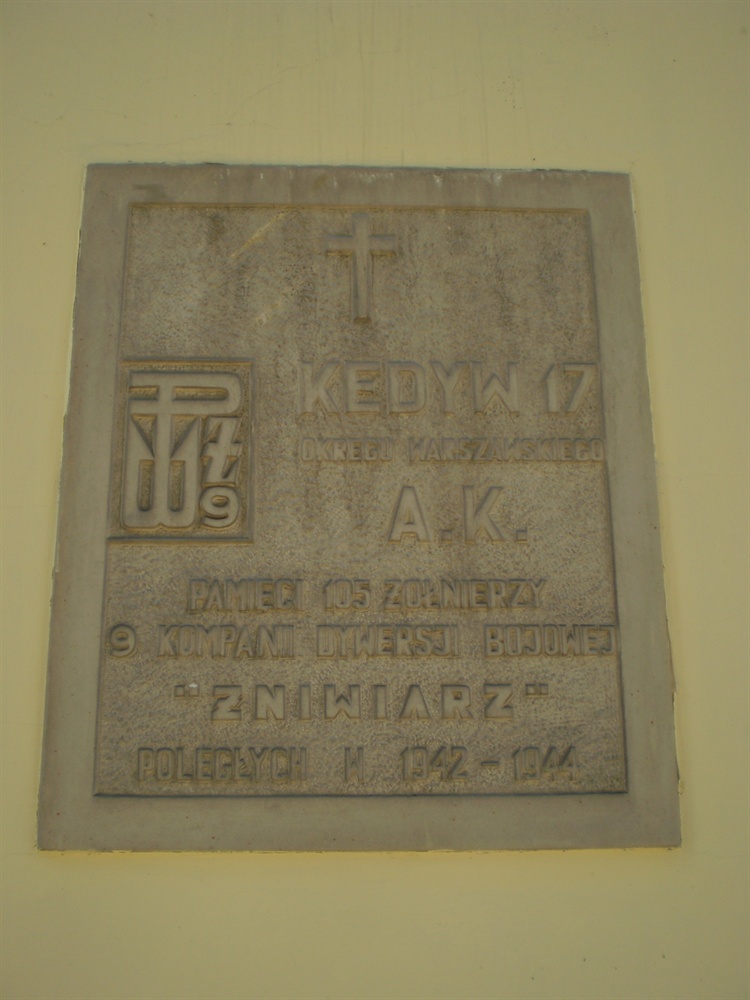 KEDYW 17
OKRĘGU WARSZAWSKIEGO
A.K.
PAMIĘCI 105 ŻOŁNIERZY
9 KOMPANII DYWERSJI BOJOWEJ
"ŻNIWIARZ"
POLEGŁYCH W 1942 - 1944